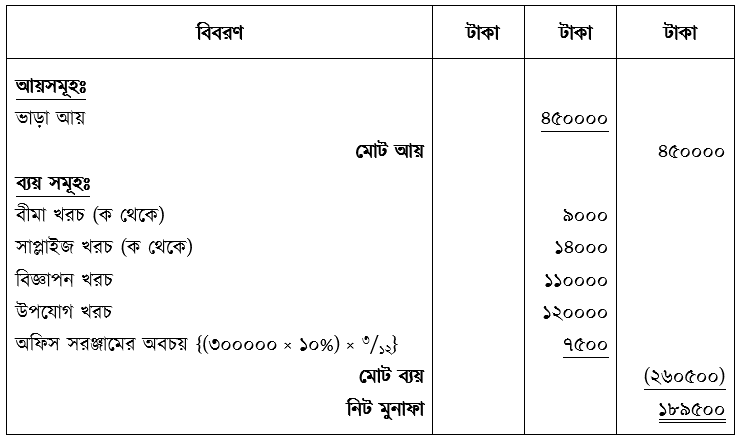 বিবরণ টাকা টাকা টাকা
আয়সমূহঃ
ভাড়া আয় ৪৫০০০০
মোট আয় ৪৫০০০০
ব্যয় সমূহঃ
বীমা খরচ (ক থেকে) ৯০০০
সাপ্লাইজ খরচ (ক থেকে) ১৪০০০
বিজ্ঞাপন খরচ ১১০০০০
উপযোগ খরচ ১২০০০০
অফিস সরঞ্জামের অবচয় {(৩০০০০০ × ১০%) × ৩/১২} ৭৫০০
মোট ব্যয় (২৬০৫০০)
নিট মুনাফা ১৮৯৫০০